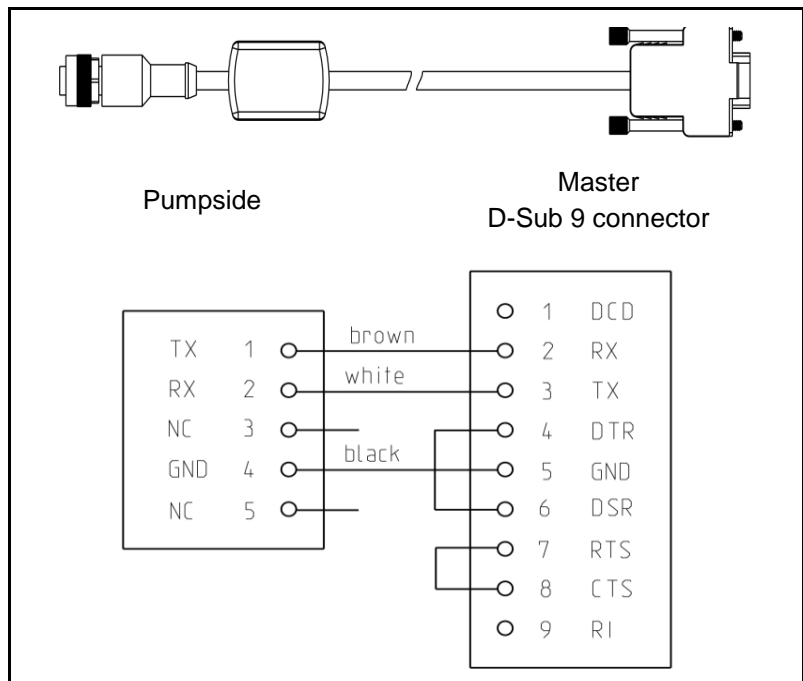 Pumpside
Master
D-Sub 9 connector
TX 1
RX 2
NC 3
GND 4
NC 5
brown
white
black
1 DCD
2 RX
3 TX
4 DTR
5 GND
6 DSR
7 RTS
8 CTS
9 RI